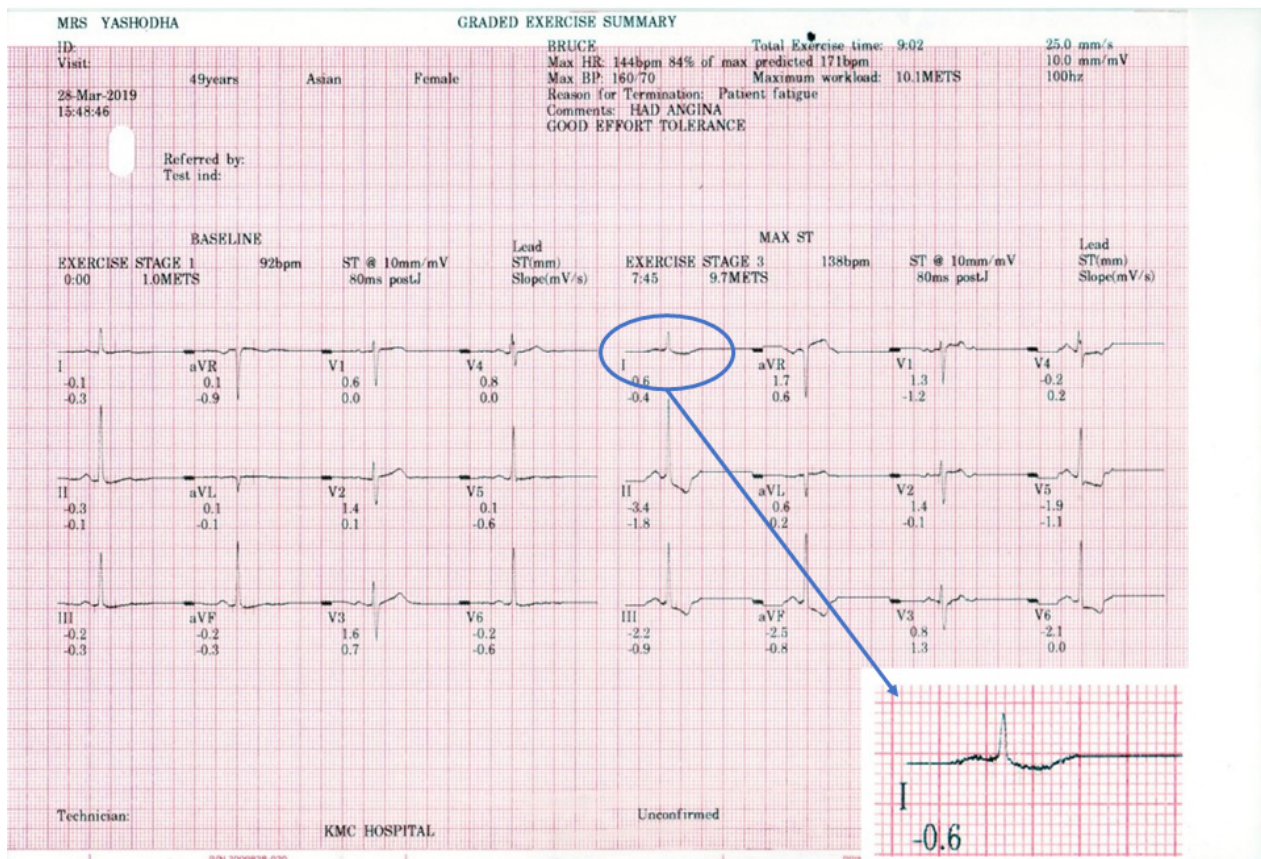 MRS YASHODHA
GRADED EXERCISE SUMMARY
ID:
Visit:
49years Asian Female
28-Mar-2019
15:48:46
BRUCE Total Exercise time: 9:02
Max HR: 144bpm 84% of max predicted 171bpm
Max BP: 160/70 Maximum workload: 10.1METS
Reason for Termination: Patient fatigue
Comments: HAD ANGINA
GOOD EFFORT TOLERANCE
25.0 mm/s
10.0 mm/mV
100hz
Referred by:
Test ind:
BASELINE
EXERCISE STAGE 1 92bpm ST @ 10mm/mV
0:00 1.0METS 80ms postJ
Lead
ST(mm)
Slope(mV/s)
MAX ST
EXERCISE STAGE 3 138bpm ST @ 10mm/mV
7:45 9.7METS 80ms postJ
Lead
ST(mm)
Slope(mV/s)
I aVR V1 V4
-0.1 0.1 0.6 0.8
-0.3 -0.9 0.0 0.0
II aVL V2 V5
-0.3 0.1 1.4 0.1
-0.1 -0.1 0.1 -0.6
III aVF V3 V6
-0.2 -0.2 1.6 -0.2
-0.3 -0.3 0.7 -0.6
I aVR V1 V4
-0.6 1.7 1.3 -0.2
-0.4 0.6 -1.2 0.2
II aVL V2 V5
-3.4 0.6 1.4 -1.9
-1.8 0.2 -0.1 -1.1
III aVF V3 V6
-2.2 -2.5 0.8 -2.1
-0.9 -0.8 1.3 0.0
I
-0.6
Technician:
KMC HOSPITAL
Unconfirmed